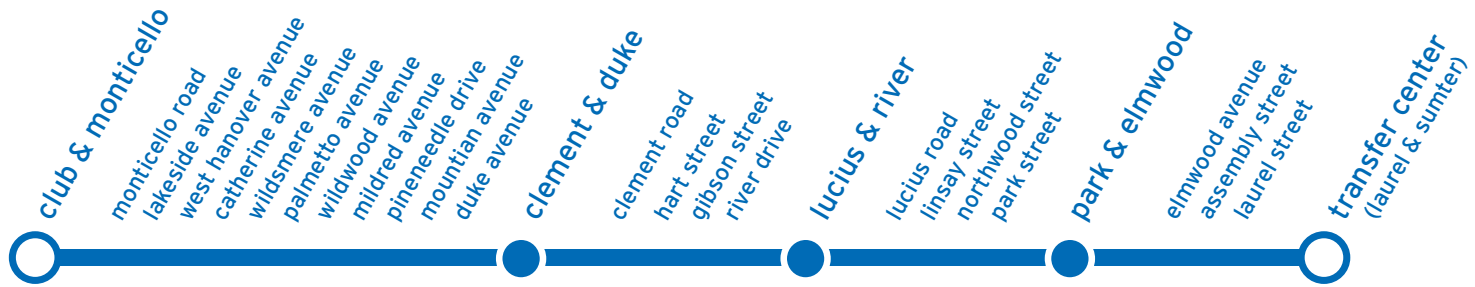 club & monticello
monticello road
lakeside avenue
west hanover avenue
catherine avenue
wildsmere avenue
palmetto avenue
wildwood avenue
mildred avenue
pineneedle drive
mountian avenue
duke avenue
clement & duke
clement road
hart street
gibson street
river drive
lucius & river
lucius road
linsay street
northwood street
park street
park & elmwood
elmwood avenue
assembly street
laurel street
transfer center
(laurel & sumter)